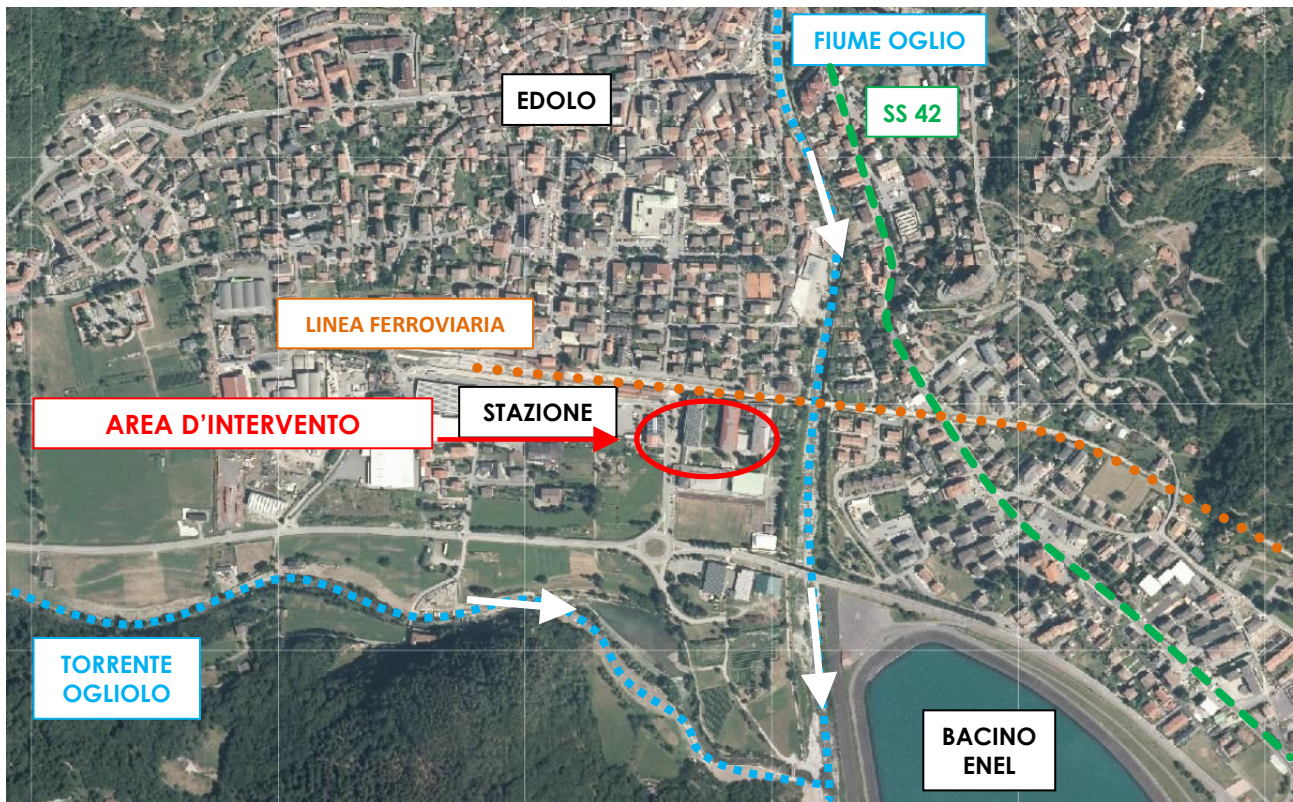 FIUME OGLIO
EDOLO
SS 42
LINEA FERROVIARIA
STAZIONE
AREA D'INTERVENTO
TORRENTE
OGLIOLO
BACINO
ENEL